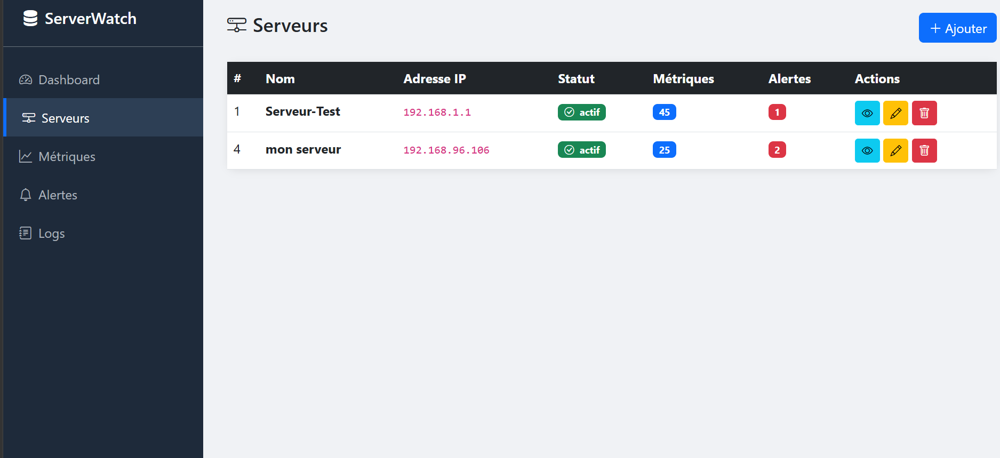 ServerWatch
Dashboard
Serveurs
Métriques
Alertes
Logs
Serveurs
Ajouter
# Nom Adresse IP Statut Métriques Alertes Actions
1 Serveur-Test 192.168.1.1 actif 45 1
4 mon serveur 192.168.96.106 actif 25 2